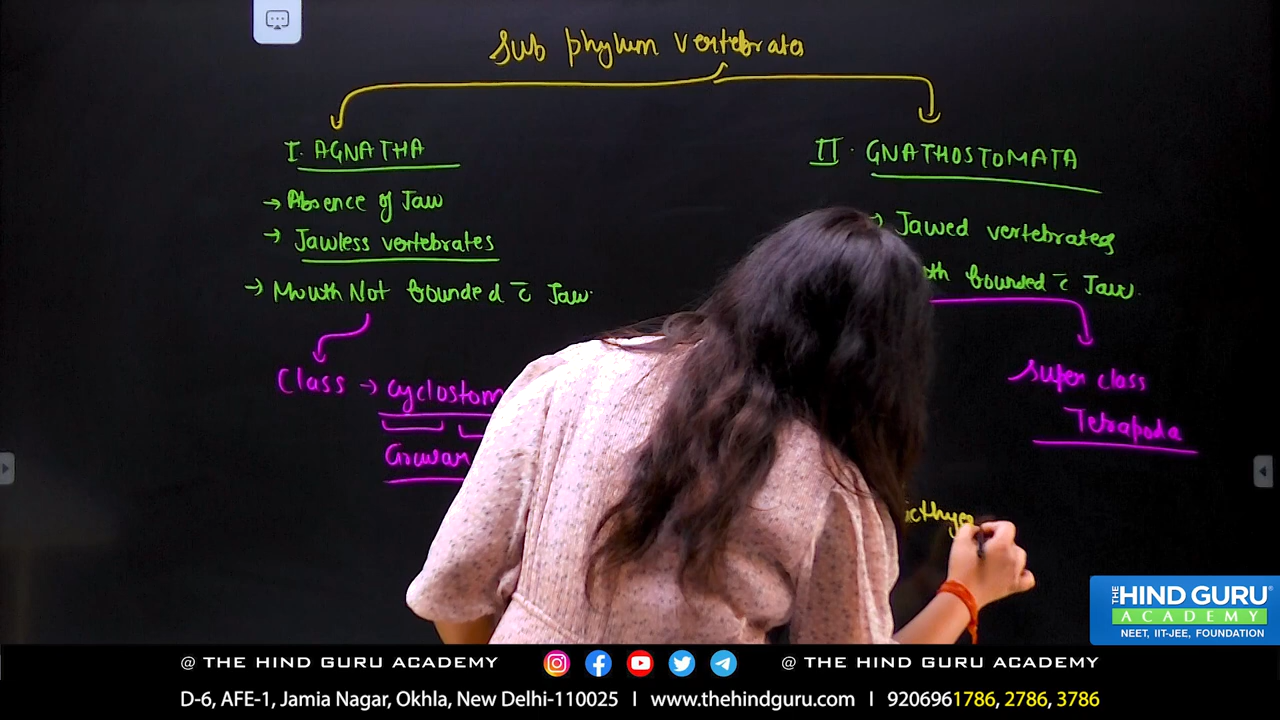 Sub phylum vertebrates
I. AGNATHA
→ Absence of Jaw
→ Jawless vertebrates
→ Mouth Not bounded c̄ Jaw.
Class → Cyclostom
II. GNATHOSTOMATA
Jawed vertebrates
bounded c̄ Jaw.
Super class
Tetrapoda
THE HIND GURU®
ACADEMY
NEET, IIT-JEE, FOUNDATION
@ THE HIND GURU ACADEMY @ THE HIND GURU ACADEMY
D-6, AFE-1, Jamia Nagar, Okhla, New Delhi-110025 | www.thehindguru.com | 9206961786, 2786, 3786